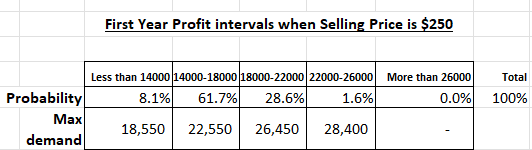 First Year Profit intervals when Selling Price is $250
Less than 14000 14000-18000 18000-22000 22000-26000 More than 26000 Total
Probability 8.1% 61.7% 28.6% 1.6% 0.0% 100%
Max
demand 18,550 22,550 26,450 28,400 -